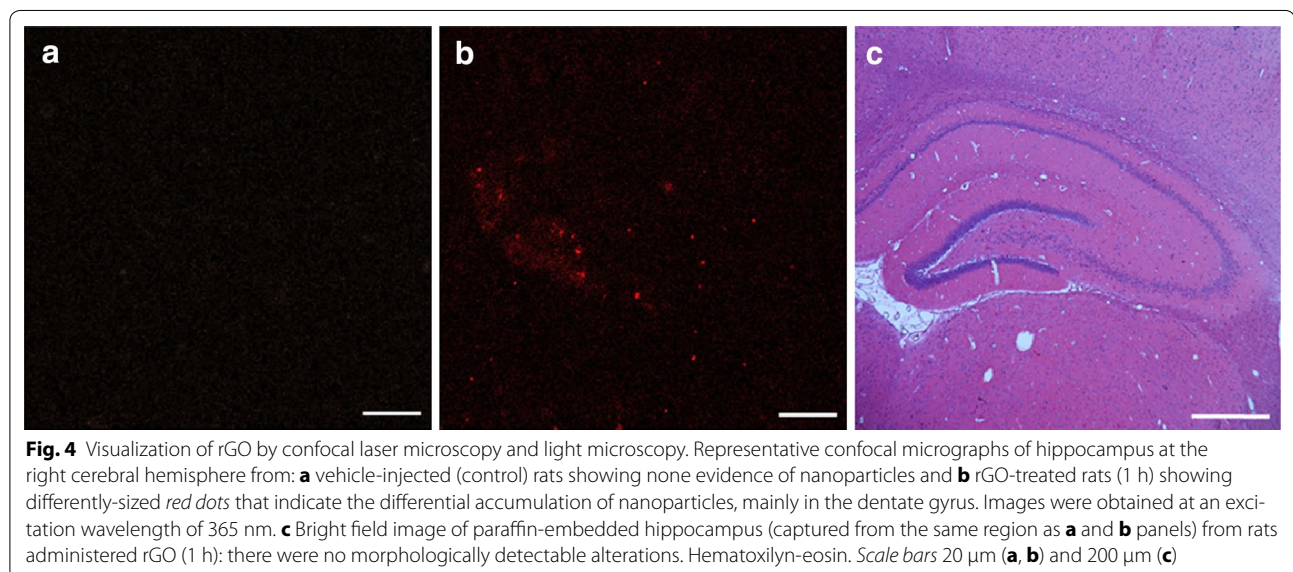 a
b
c
Fig. 4 Visualization of rGO by confocal laser microscopy and light microscopy. Representative confocal micrographs of hippocampus at the
right cerebral hemisphere from: a vehicle-injected (control) rats showing none evidence of nanoparticles and b rGO-treated rats (1 h) showing
differently-sized red dots that indicate the differential accumulation of nanoparticles, mainly in the dentate gyrus. Images were obtained at an exci-
tation wavelength of 365 nm. c Bright field image of paraffin-embedded hippocampus (captured from the same region as a and b panels) from rats
administered rGO (1 h): there were no morphologically detectable alterations. Hematoxilyn-eosin. Scale bars 20 μm (a, b) and 200 μm (c)